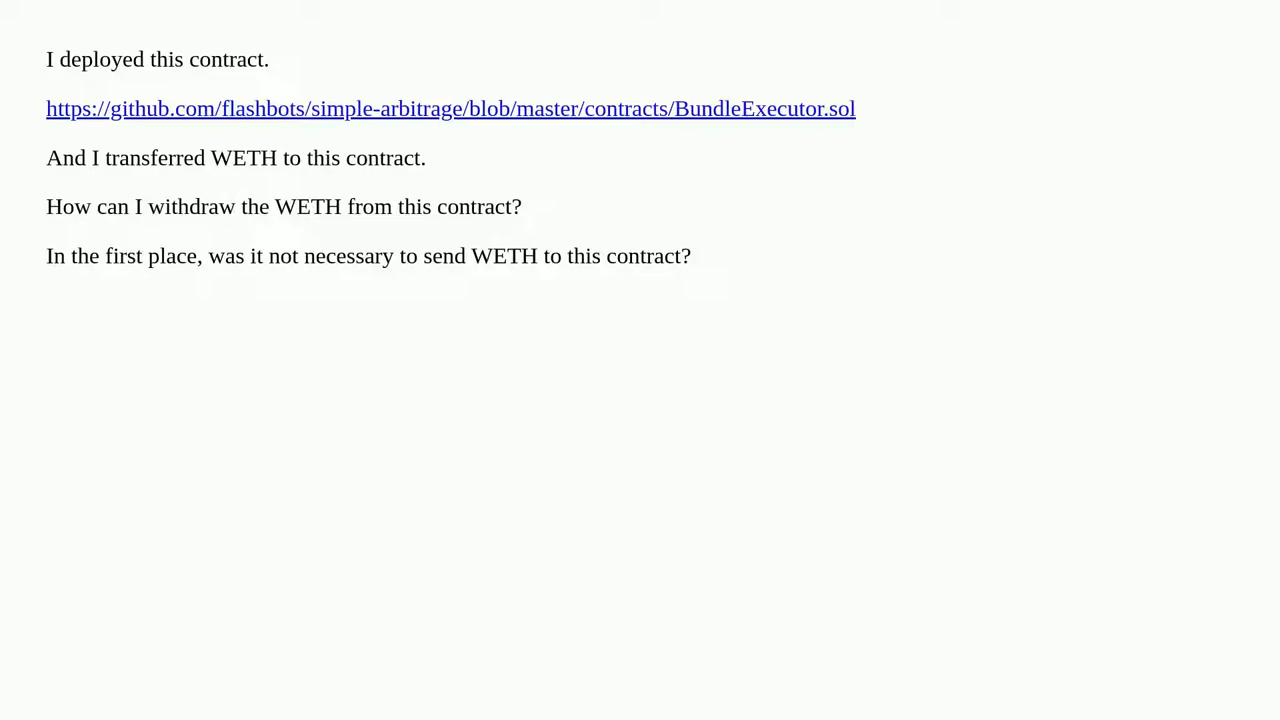 I deployed this contract.
https://github.com/flashbots/simple-arbitrage/blob/master/contracts/BundleExecutor.sol
And I transferred WETH to this contract.
How can I withdraw the WETH from this contract?
In the first place, was it not necessary to send WETH to this contract?